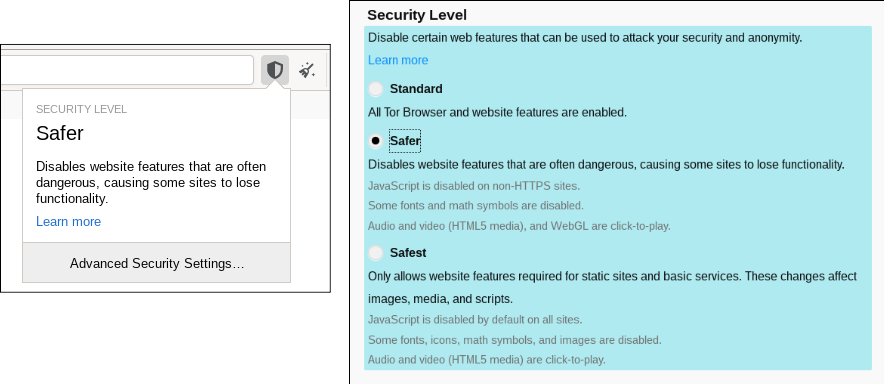 SECURITY LEVEL
Safer
Disables website features that are often
dangerous, causing some sites to lose
functionality.
Learn more
Advanced Security Settings…
Security Level
Disable certain web features that can be used to attack your security and anonymity.
Learn more
Standard
All Tor Browser and website features are enabled.
Safer
Disables website features that are often dangerous, causing some sites to lose functionality.
JavaScript is disabled on non-HTTPS sites.
Some fonts and math symbols are disabled.
Audio and video (HTML5 media), and WebGL are click-to-play.
Safest
Only allows website features required for static sites and basic services. These changes affect
images, media, and scripts.
JavaScript is disabled by default on all sites.
Some fonts, icons, math symbols, and images are disabled.
Audio and video (HTML5 media) are click-to-play.